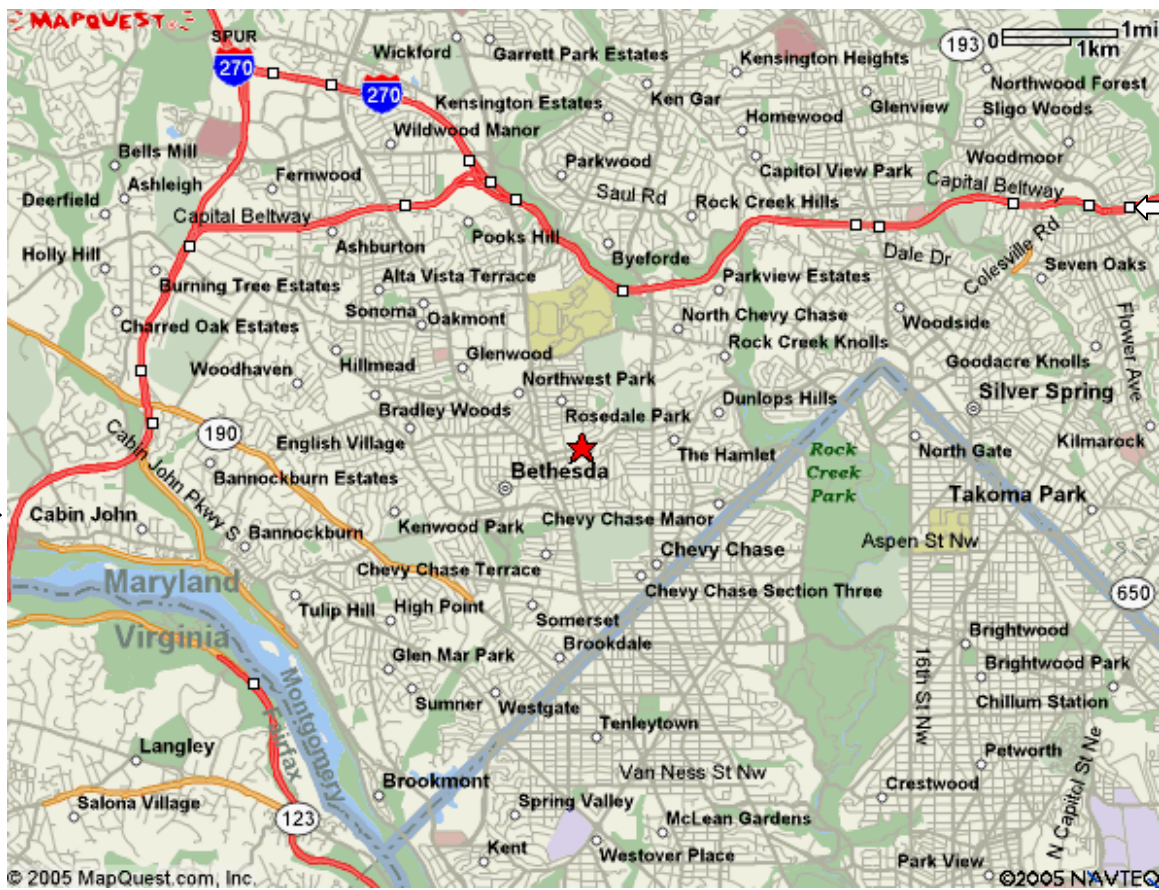 MAPQUEST
SPUR
270
270
Wickford
Garrett Park Estates
Kensington Heights
193
0 1mi
1km
Northwood Forest
Kensington Estates
Ken Gar
Glenview
Sligo Woods
Homewood
Wildwood Manor
Bells Mill
Parkwood
Capitol View Park
Woodmoor
Fernwood
Ashleigh
Deerfield
Saul Rd
Capital Beltway
Rock Creek Hills
Capital Beltway
Ashburton
Pooks Hill
Byeforde
Dale Dr
Colesville Rd
Holly Hill
Alta Vista Terrace
Parkview Estates
Seven Oaks
Burning Tree Estates
Sonoma
Oakmont
North Chevy Chase
Woodside
Flower Ave
Charred Oak Estates
Rock Creek Knolls
Hillmead
Glenwood
Goodacre Knolls
Woodhaven
Northwest Park
Silver Spring
Bradley Woods
Rosedale Park
Dunlops Hills
190
English Village
The Hamlet
Rock
Creek
Park
North Gate
Kilmarock
Cabin John Pkwy S
Bannockburn Estates
Bethesda
Takoma Park
Cabin John
Kenwood Park
Chevy Chase Manor
Bannockburn
Aspen St Nw
Chevy Chase
Chevy Chase Terrace
Maryland
Chevy Chase Section Three
650
Tulip Hill
High Point
Somerset
Virginia
Brightwood
Brookdale
Glen Mar Park
16th St Nw
Brightwood Park
Montgomery
Fairfax
Sumner
Westgate
Chillum Station
Tenleytown
Langley
Petworth
N Capitol St Ne
Brookmont
Van Ness St Nw
Crestwood
Salona Village
123
Spring Valley
McLean Gardens
Kent
Westover Place
Park View
© 2005 MapQuest.com, Inc.
©2005 NAVTEQ